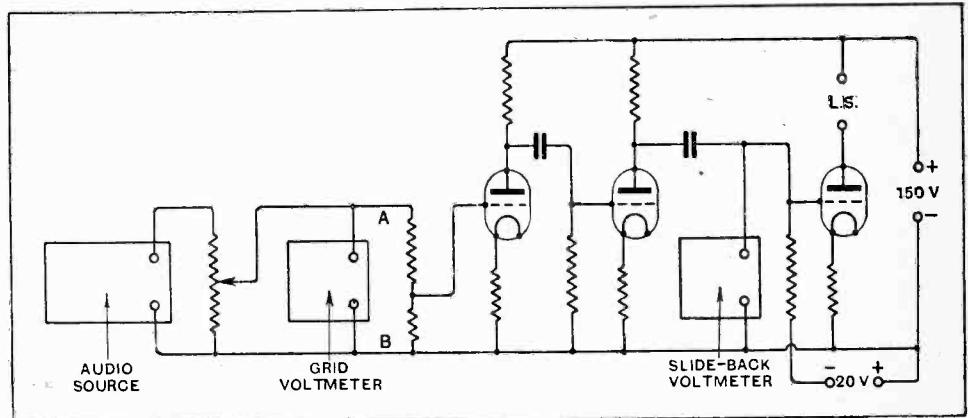 L.S.
+
150 V
−
A
B
AUDIO
SOURCE
GRID
VOLTMETER
SLIDE-BACK
VOLTMETER
− 20 V +